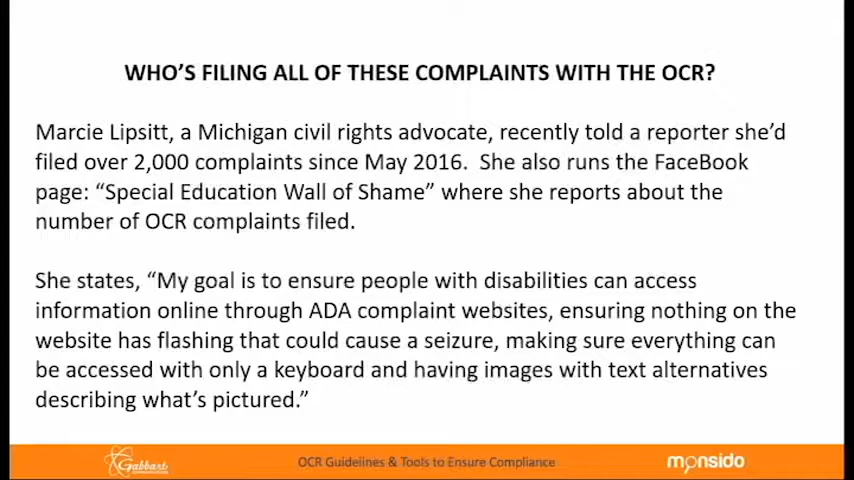 WHO'S FILING ALL OF THESE COMPLAINTS WITH THE OCR?
Marcie Lipsitt, a Michigan civil rights advocate, recently told a reporter she'd
filed over 2,000 complaints since May 2016.  She also runs the FaceBook
page: “Special Education Wall of Shame” where she reports about the
number of OCR complaints filed.
She states, “My goal is to ensure people with disabilities can access
information online through ADA complaint websites, ensuring nothing on the
website has flashing that could cause a seizure, making sure everything can
be accessed with only a keyboard and having images with text alternatives
describing what's pictured.”
Gabbart
OCR Guidelines & Tools to Ensure Compliance
monsido